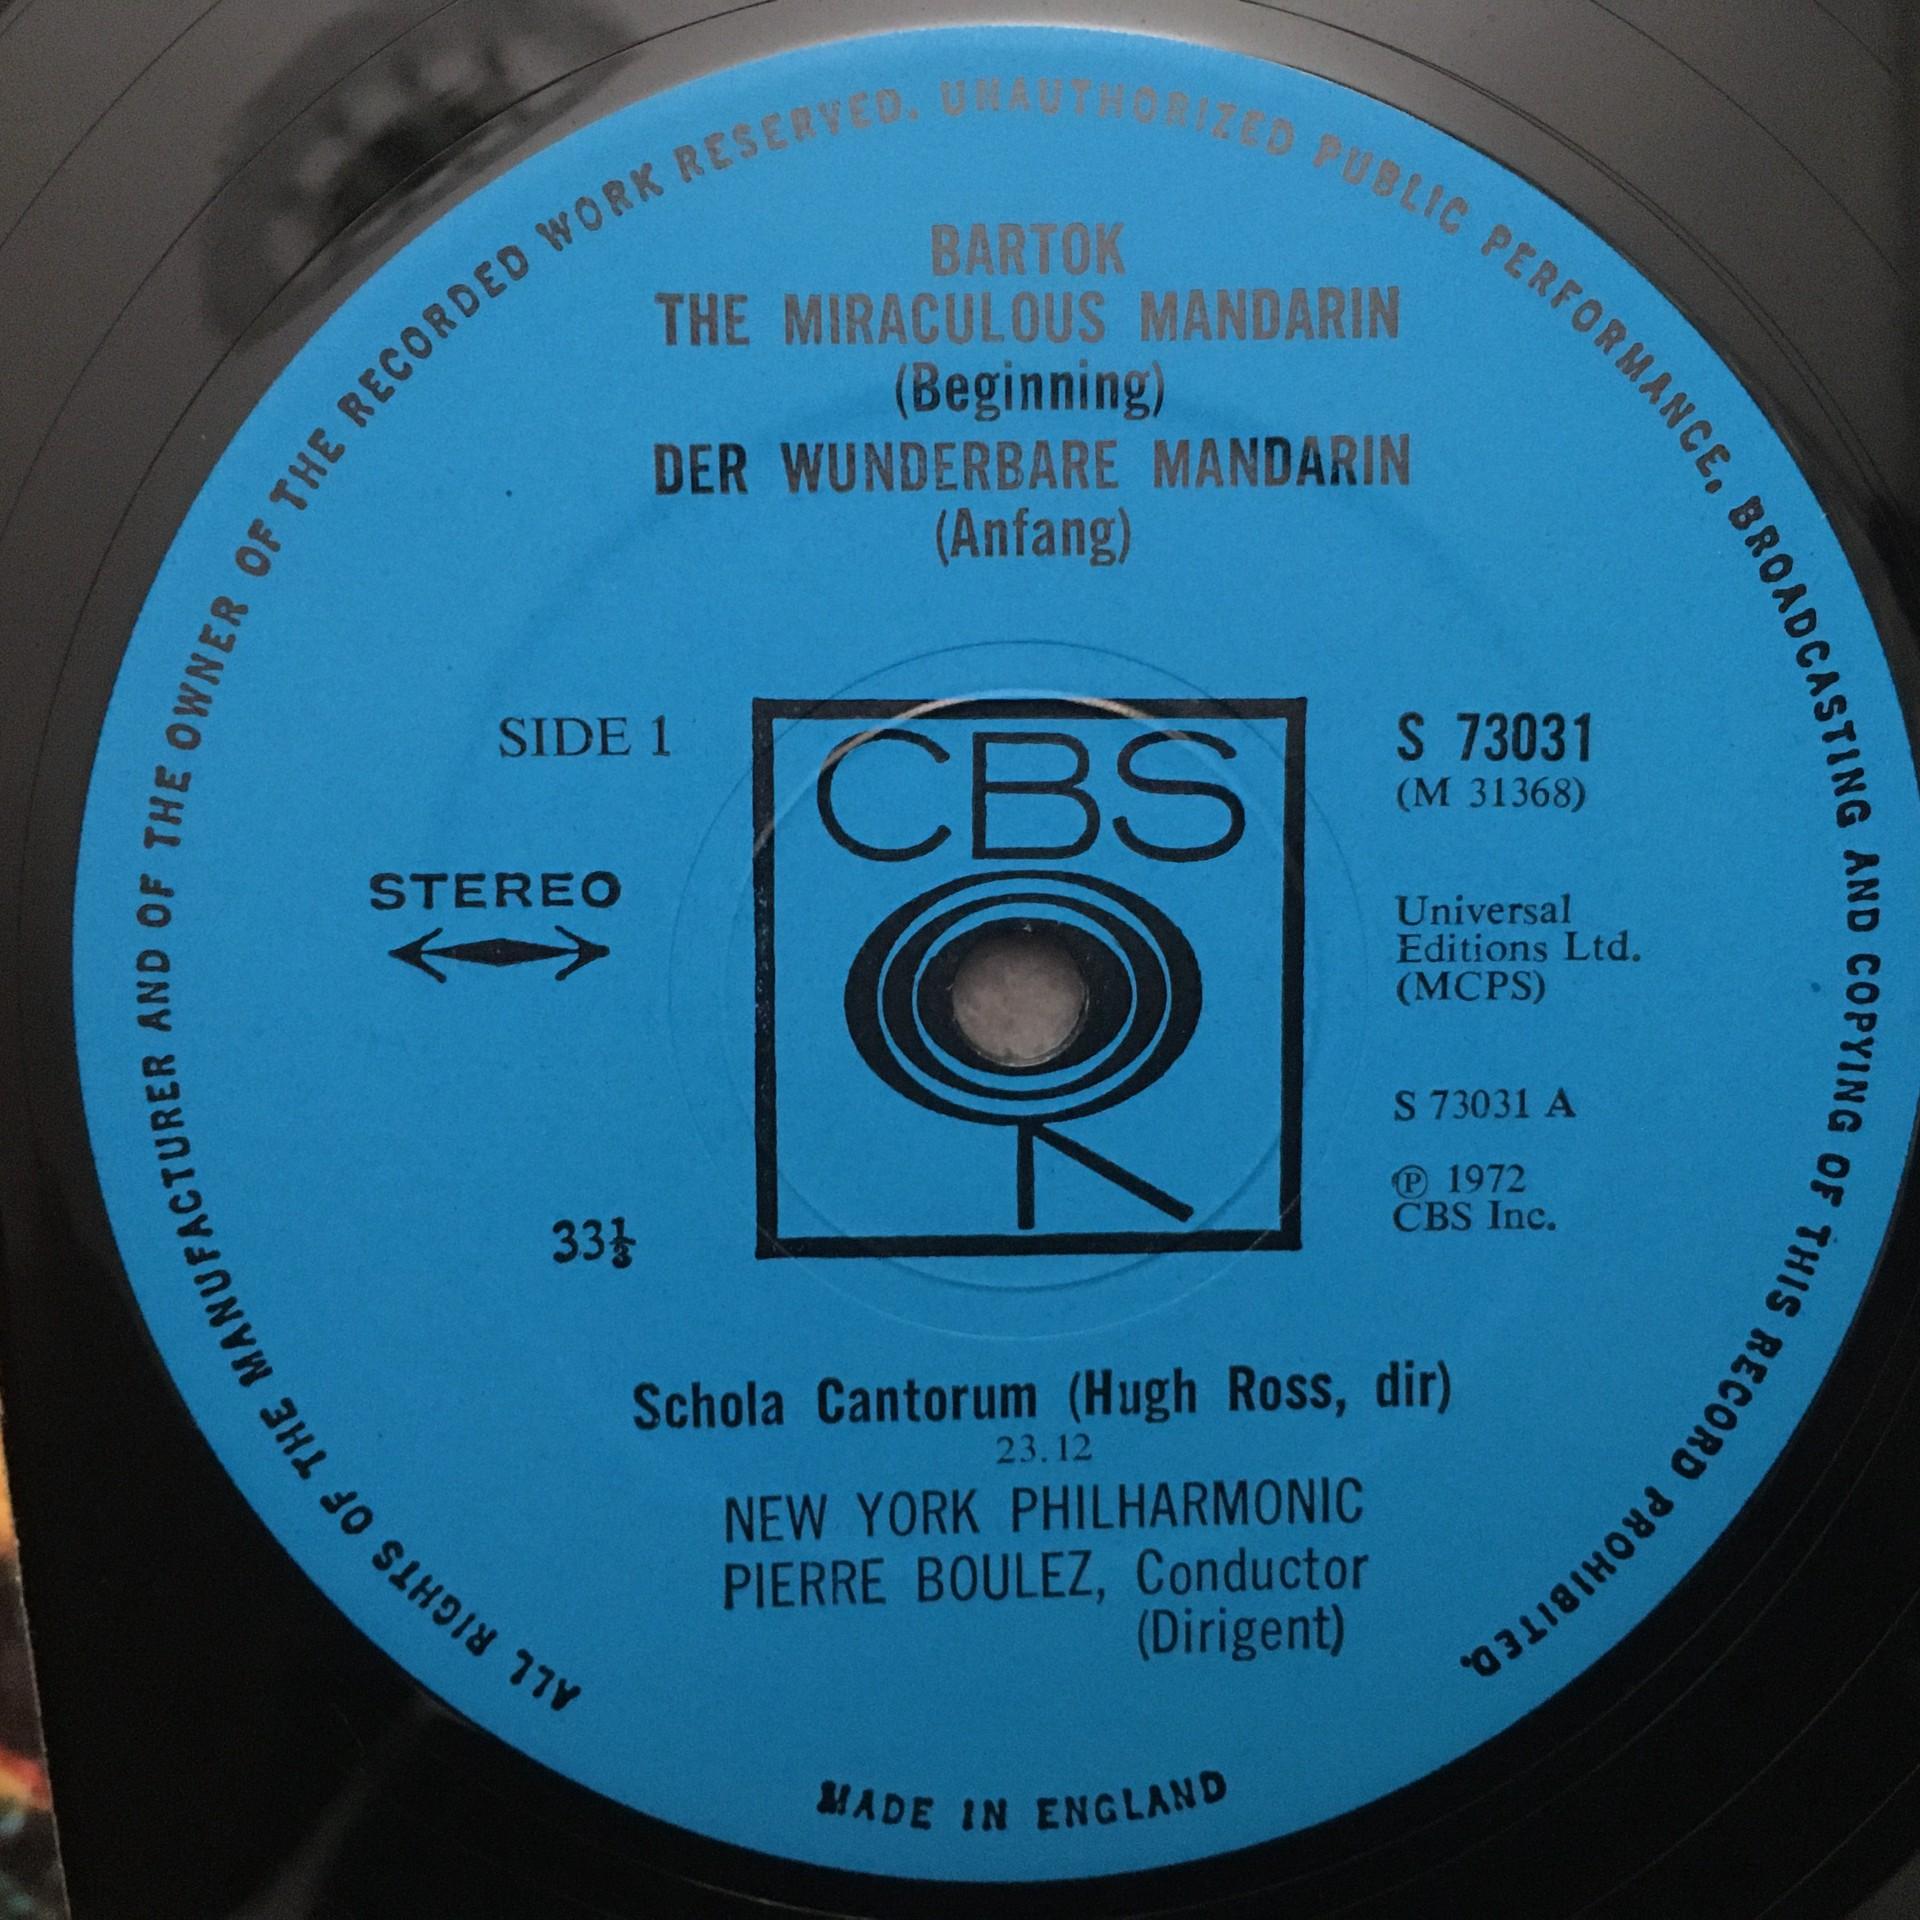 ALL RIGHTS OF THE MANUFACTURER AND OF THE OWNER OF THE RECORDED WORK RESERVED. UNAUTHORIZED PUBLIC PERFORMANCE, BROADCASTING AND COPYING OF THIS RECORD PROHIBITED.
BARTOK
THE MIRACULOUS MANDARIN
(Beginning)
DER WUNDERBARE MANDARIN
(Anfang)
SIDE 1
STEREO
33⅓
CBS
S 73031
(M 31368)
Universal
Editions Ltd.
(MCPS)
S 73031 A
℗ 1972
CBS Inc.
Schola Cantorum (Hugh Ross, dir)
23.12
NEW YORK PHILHARMONIC
PIERRE BOULEZ, Conductor
(Dirigent)
MADE IN ENGLAND